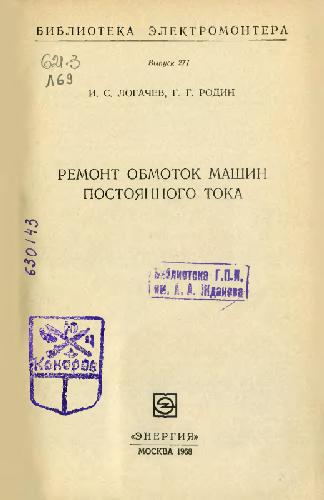 БИБЛИОТЕКА ЭЛЕКТРОМОНТЕРА
Выпуск 271
621.3
Л69
И. С. ЛОГАЧЕВ, Г. Г. РОДИН
РЕМОНТ ОБМОТОК МАШИН
ПОСТОЯННОГО ТОКА
630143
Библиотека Г.П.И.
им. А. А. Жданова
«ЭНЕРГИЯ»
МОСКВА 1968